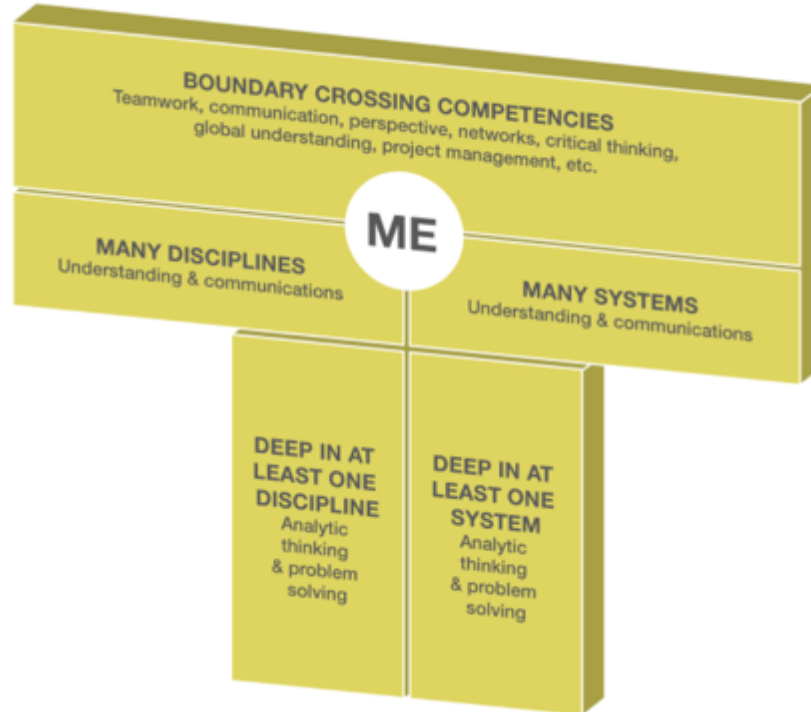 BOUNDARY CROSSING COMPETENCIES
Teamwork, communication, perspective, networks, critical thinking,
global understanding, project management, etc.
ME
MANY DISCIPLINES
Understanding & communications
MANY SYSTEMS
Understanding & communications
DEEP IN AT
LEAST ONE
DISCIPLINE
Analytic
thinking
& problem
solving
DEEP IN AT
LEAST ONE
SYSTEM
Analytic
thinking
& problem
solving